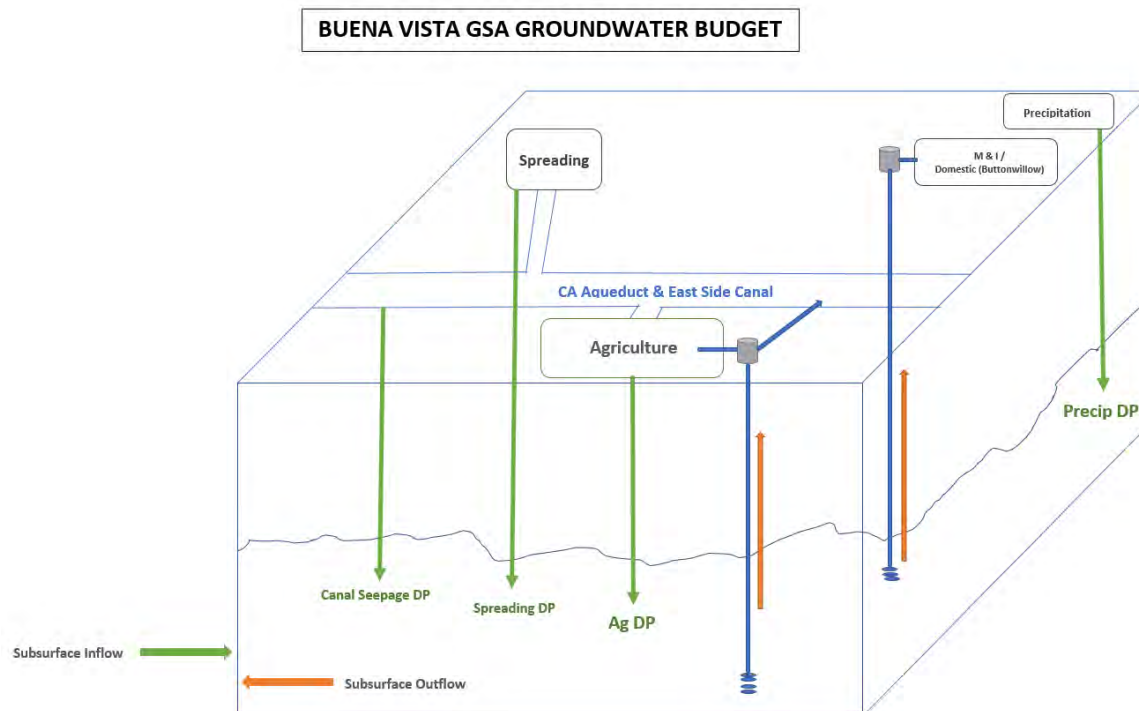 BUENA VISTA GSA GROUNDWATER BUDGET
Precipitation
Spreading
M & I /
Domestic (Buttonwillow)
CA Aqueduct & East Side Canal
Agriculture
Precip DP
Canal Seepage DP
Spreading DP
Ag DP
Subsurface Inflow
Subsurface Outflow